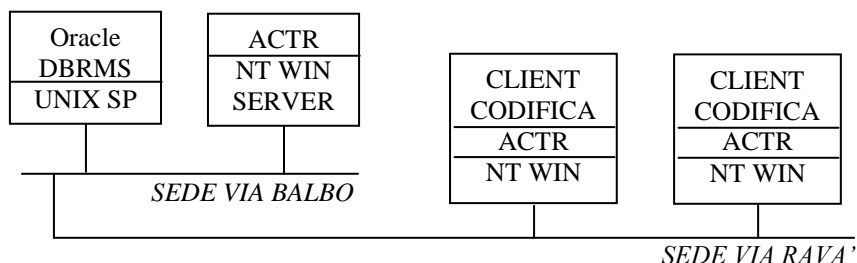 Oracle
DBRMS
UNIX SP
ACTR
NT WIN
SERVER
CLIENT
CODIFICA
ACTR
NT WIN
CLIENT
CODIFICA
ACTR
NT WIN
SEDE VIA BALBO
SEDE VIA RAVA'